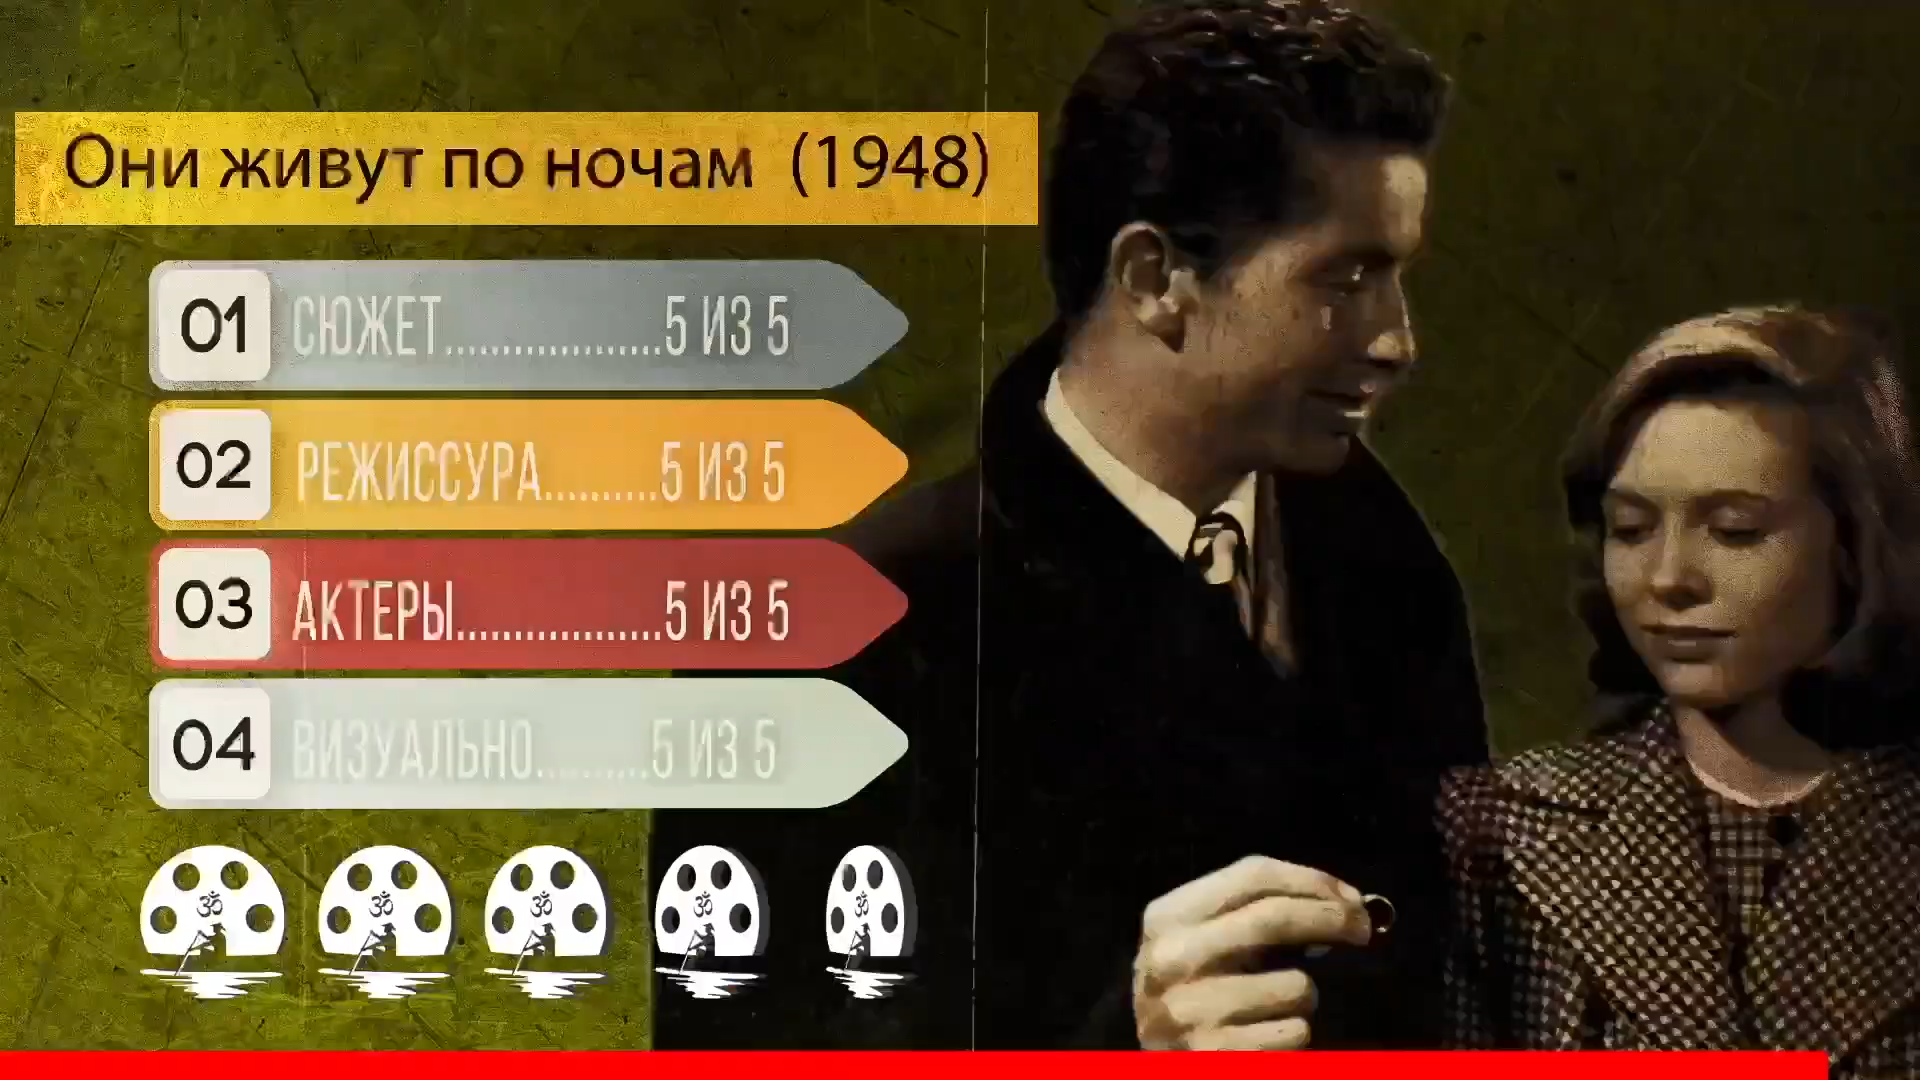 Они живут по ночам (1948)
01 СЮЖЕТ...................5 ИЗ 5
02 РЕЖИССУРА..........5 ИЗ 5
03 АКТЕРЫ..................5 ИЗ 5
04 ВИЗУАЛЬНО..........5 ИЗ 5
ॐ ॐ ॐ ॐ ॐ